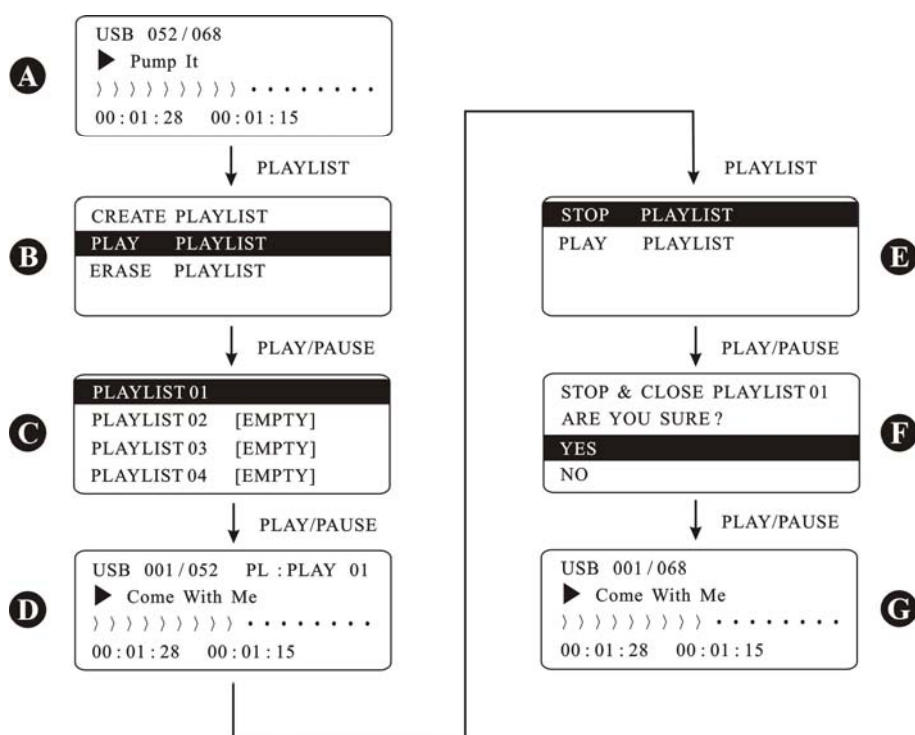 A
USB 052/068
Pump It
00:01:28 00:01:15
PLAYLIST
B
CREATE PLAYLIST
PLAY PLAYLIST
ERASE PLAYLIST
PLAY/PAUSE
C
PLAYLIST 01
PLAYLIST 02 [EMPTY]
PLAYLIST 03 [EMPTY]
PLAYLIST 04 [EMPTY]
PLAY/PAUSE
D
USB 001/052 PL :PLAY 01
Come With Me
00:01:28 00:01:15
PLAYLIST
STOP PLAYLIST
PLAY PLAYLIST
E
PLAY/PAUSE
STOP & CLOSE PLAYLIST 01
ARE YOU SURE ?
YES
NO
F
PLAY/PAUSE
USB 001/068
Come With Me
00:01:28 00:01:15
G